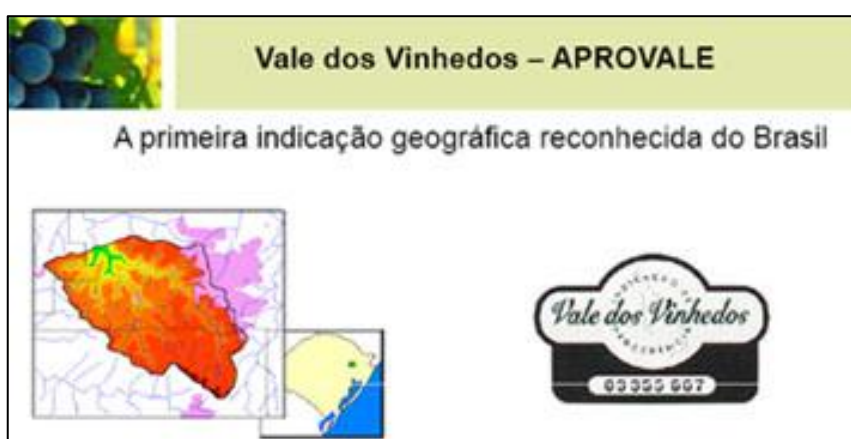 Vale dos Vinhedos – APROVALE
A primeira indicação geográfica reconhecida do Brasil
Vale dos Vinhedos